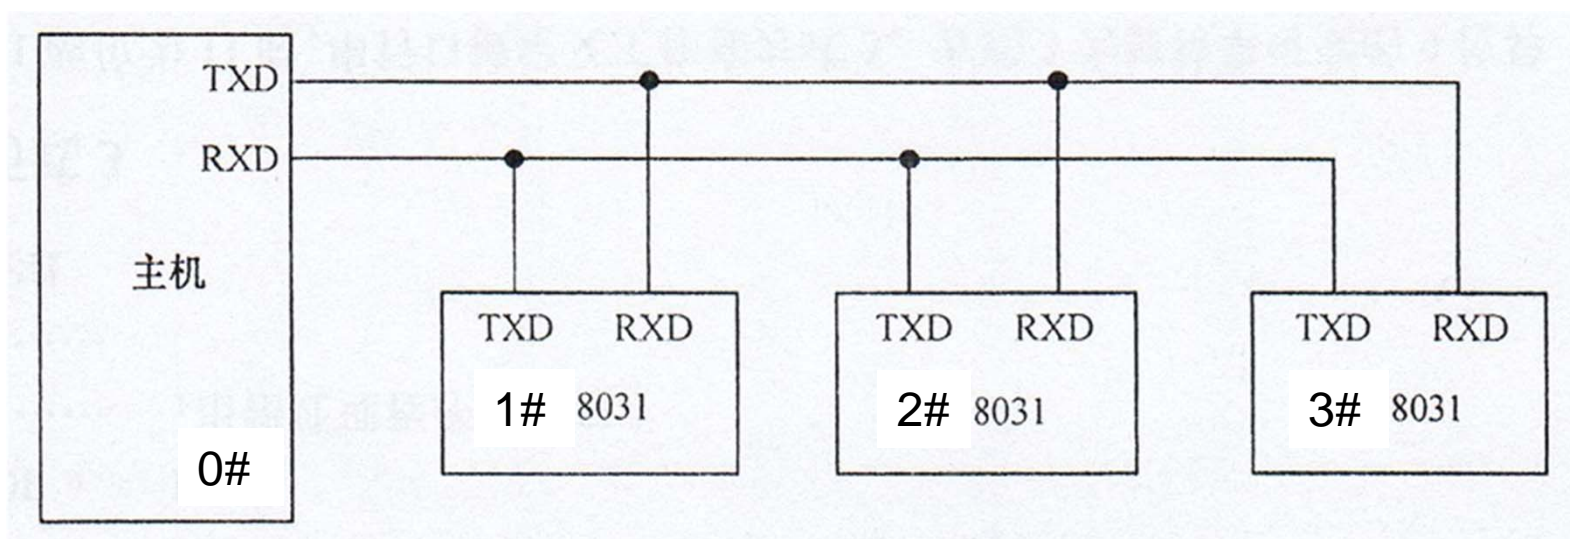 TXD
RXD
主机
0#
TXD RXD
1# 8031
TXD RXD
2# 8031
TXD RXD
3# 8031